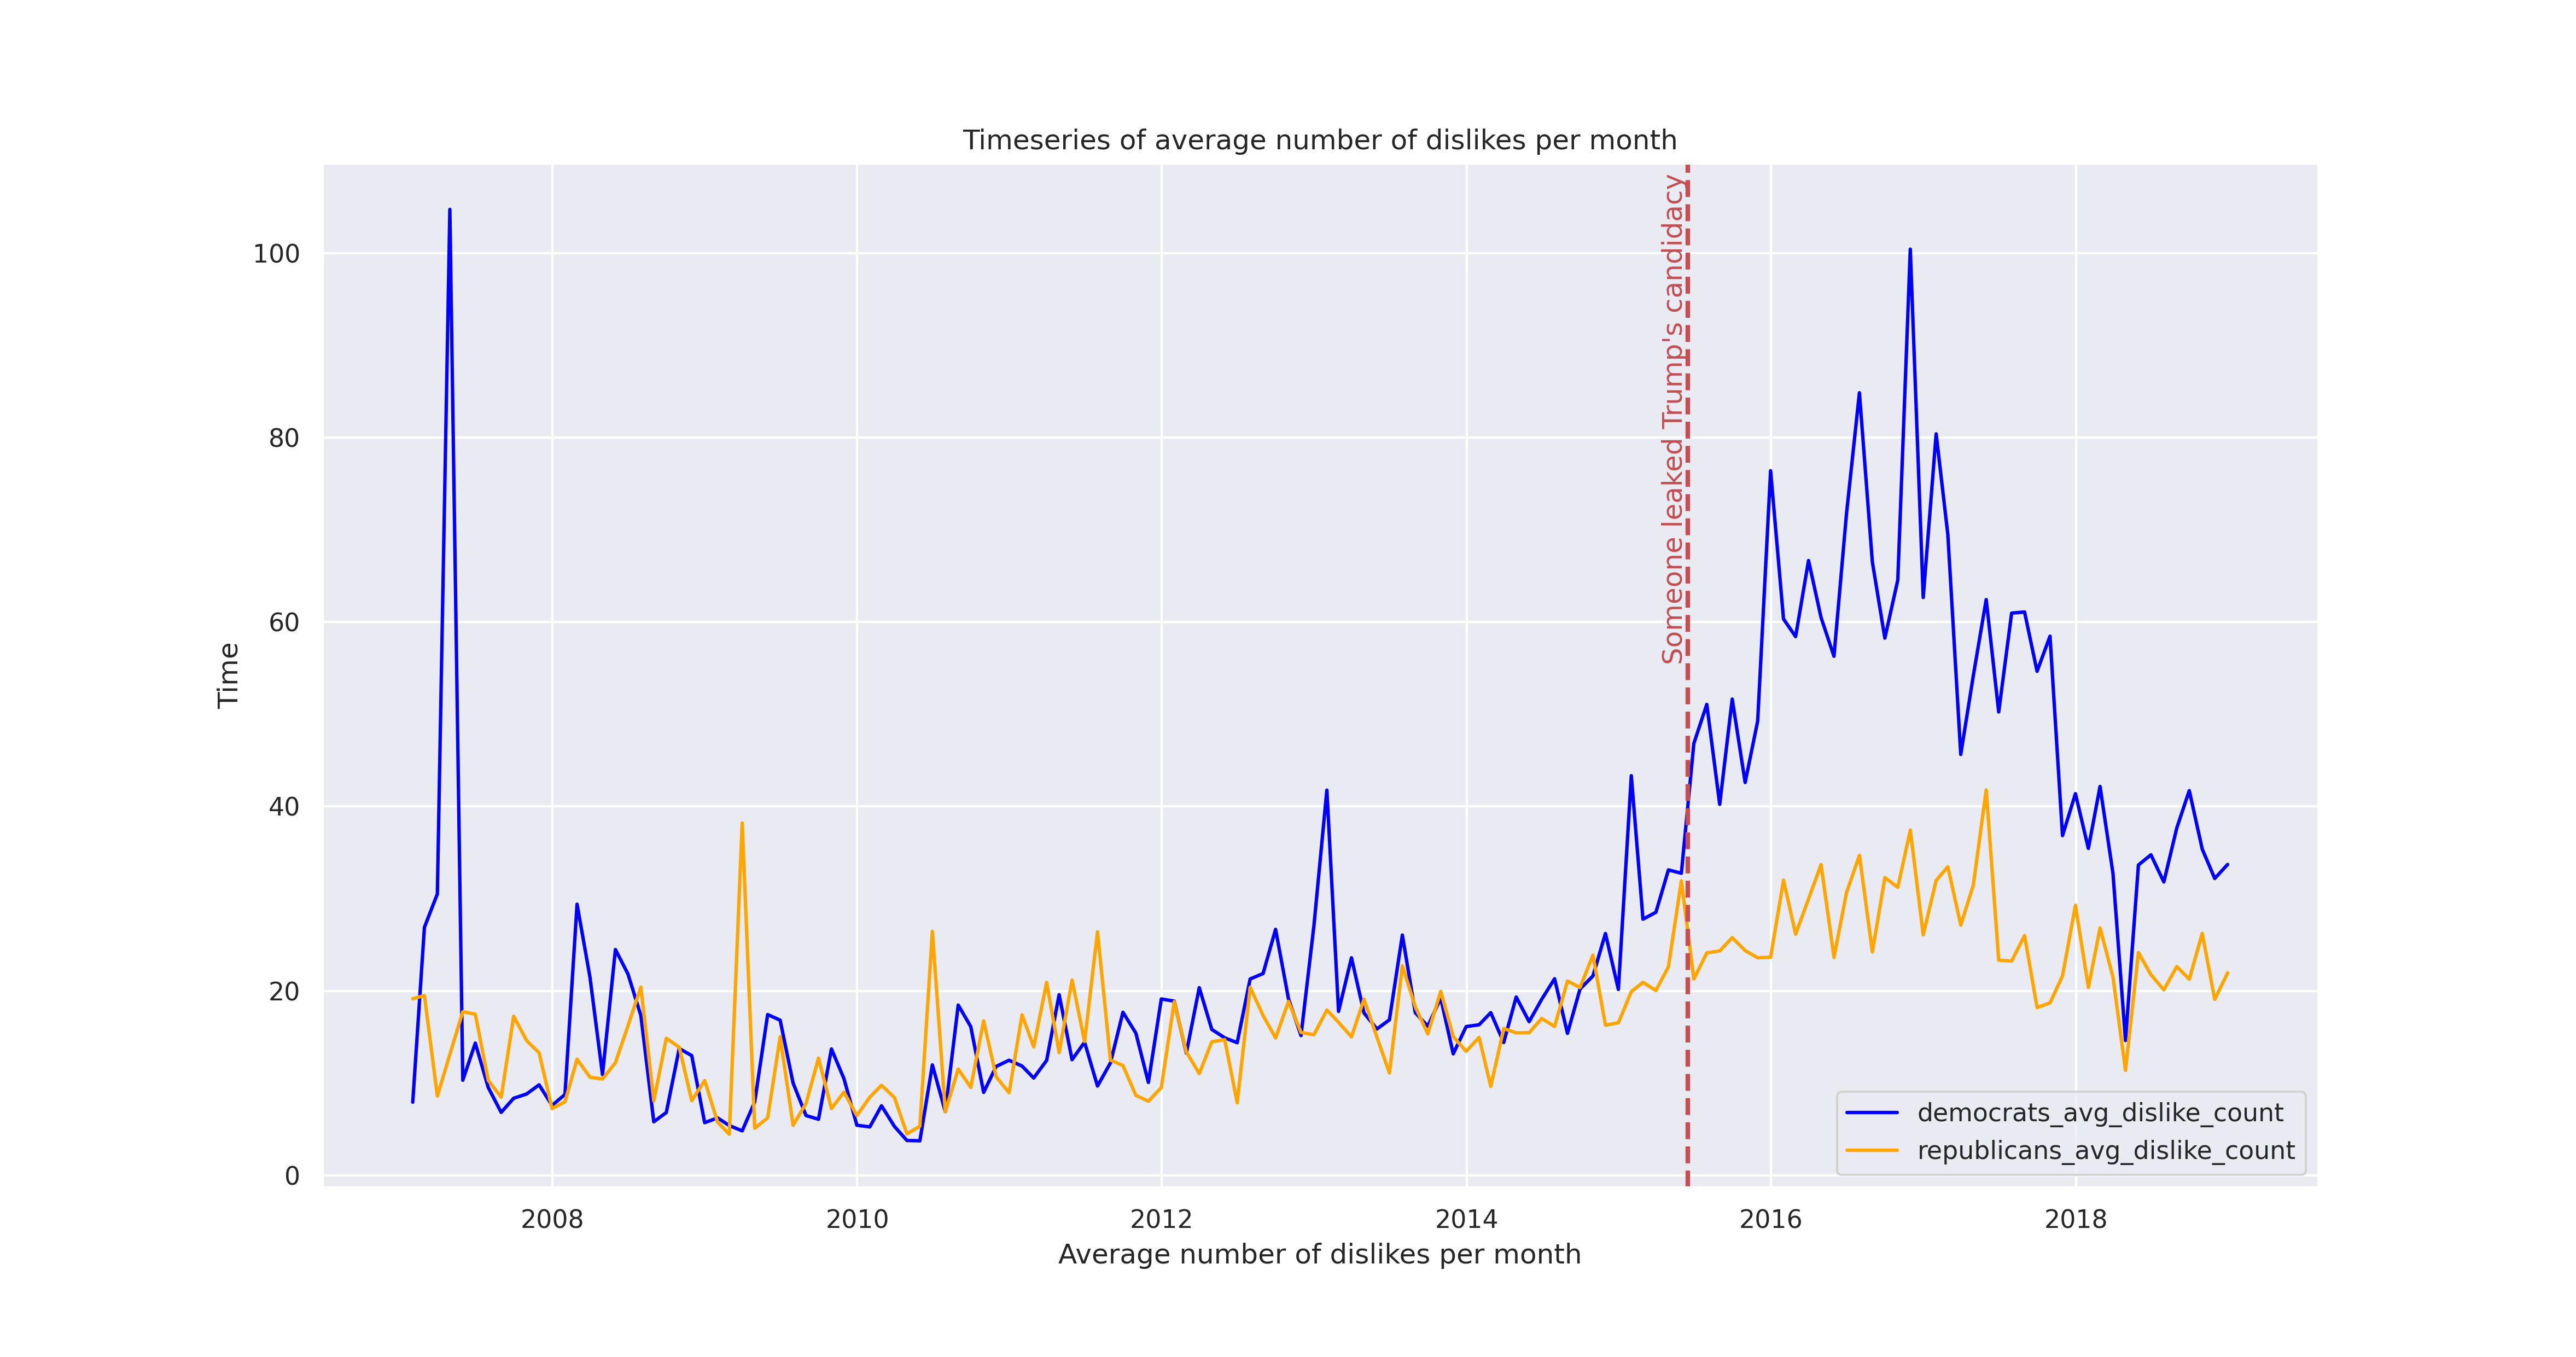 Timeseries of average number of dislikes per month
Someone leaked Trump's candidacy
Time
100
80
60
40
20
0
2008
2010
2012
2014
2016
2018
Average number of dislikes per month
democrats_avg_dislike_count
republicans_avg_dislike_count